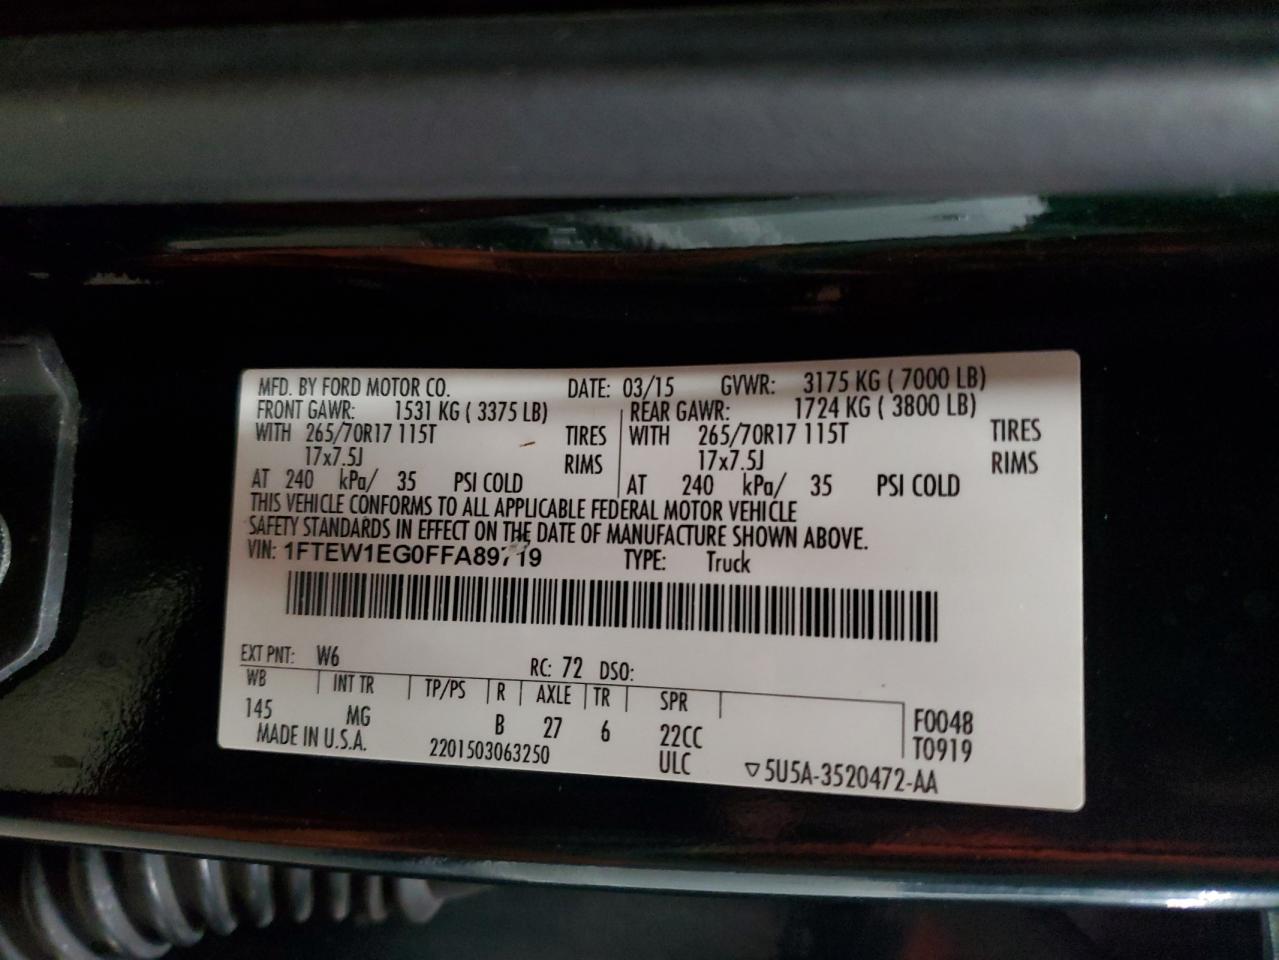 MFD. BY FORD MOTOR CO. DATE: 03/15 GVWR: 3175 KG ( 7000 LB)
FRONT GAWR: 1531 KG ( 3375 LB) REAR GAWR: 1724 KG ( 3800 LB)
WITH 265/70R17 115T TIRES WITH 265/70R17 115T TIRES
17x7.5J RIMS 17x7.5J RIMS
AT 240 kPa/ 35 PSI COLD AT 240 kPa/ 35 PSI COLD
THIS VEHICLE CONFORMS TO ALL APPLICABLE FEDERAL MOTOR VEHICLE
SAFETY STANDARDS IN EFFECT ON THE DATE OF MANUFACTURE SHOWN ABOVE.
VIN: 1FTEW1EG0FFA89719 TYPE: Truck
EXT PNT: W6 RC: 72 DSO:
WB INT TR TP/PS R AXLE TR SPR
145 MG B 27 6 22CC F0048
MADE IN U.S.A. 2201503063250 ULC T0919
▽5U5A-3520472-AA